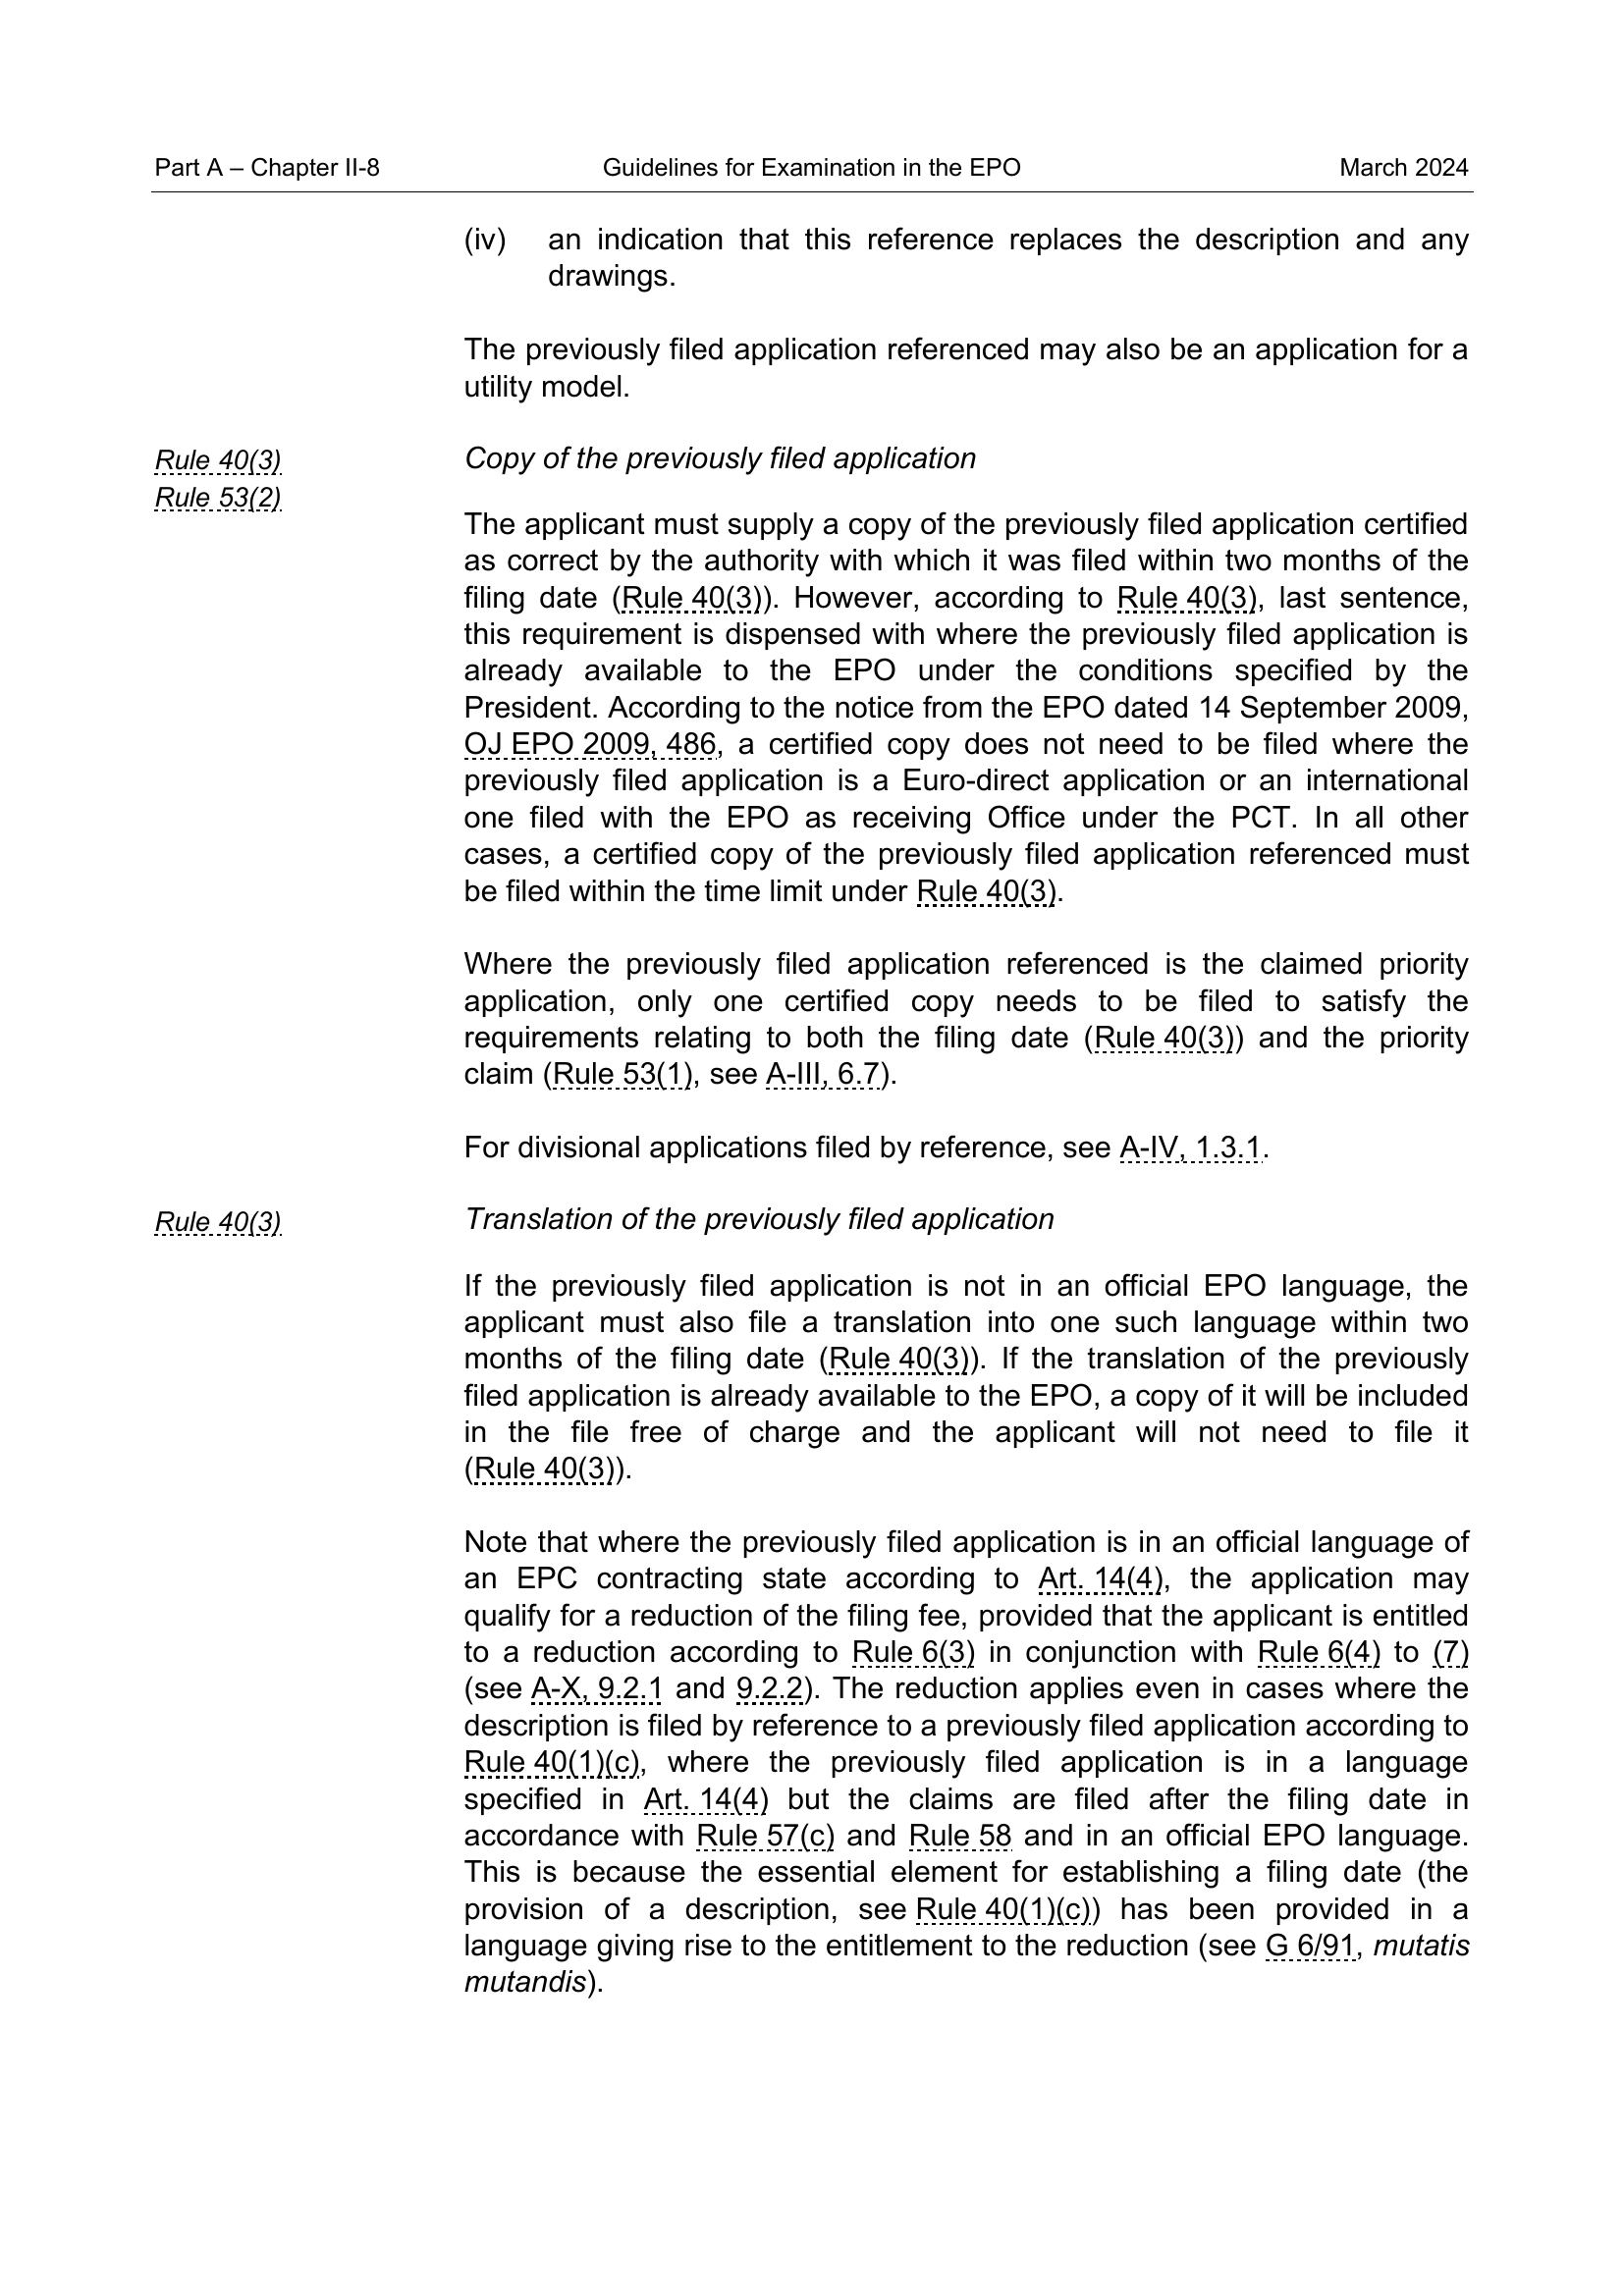 Part A – Chapter II-8 Guidelines for Examination in the EPO March 2024
(iv) an indication that this reference replaces the description and any
drawings.
The previously filed application referenced may also be an application for a
utility model.
Rule 40(3)
Rule 53(2)
Copy of the previously filed application
The applicant must supply a copy of the previously filed application certified
as correct by the authority with which it was filed within two months of the
filing date (Rule 40(3)). However, according to Rule 40(3), last sentence,
this requirement is dispensed with where the previously filed application is
already available to the EPO under the conditions specified by the
President. According to the notice from the EPO dated 14 September 2009,
OJ EPO 2009, 486, a certified copy does not need to be filed where the
previously filed application is a Euro-direct application or an international
one filed with the EPO as receiving Office under the PCT. In all other
cases, a certified copy of the previously filed application referenced must
be filed within the time limit under Rule 40(3).
Where the previously filed application referenced is the claimed priority
application, only one certified copy needs to be filed to satisfy the
requirements relating to both the filing date (Rule 40(3)) and the priority
claim (Rule 53(1), see A-III, 6.7).
For divisional applications filed by reference, see A-IV, 1.3.1.
Rule 40(3)
Translation of the previously filed application
If the previously filed application is not in an official EPO language, the
applicant must also file a translation into one such language within two
months of the filing date (Rule 40(3)). If the translation of the previously
filed application is already available to the EPO, a copy of it will be included
in the file free of charge and the applicant will not need to file it
(Rule 40(3)).
Note that where the previously filed application is in an official language of
an EPC contracting state according to Art. 14(4), the application may
qualify for a reduction of the filing fee, provided that the applicant is entitled
to a reduction according to Rule 6(3) in conjunction with Rule 6(4) to (7)
(see A-X, 9.2.1 and 9.2.2). The reduction applies even in cases where the
description is filed by reference to a previously filed application according to
Rule 40(1)(c), where the previously filed application is in a language
specified in Art. 14(4) but the claims are filed after the filing date in
accordance with Rule 57(c) and Rule 58 and in an official EPO language.
This is because the essential element for establishing a filing date (the
provision of a description, see Rule 40(1)(c)) has been provided in a
language giving rise to the entitlement to the reduction (see G 6/91, mutatis
mutandis).